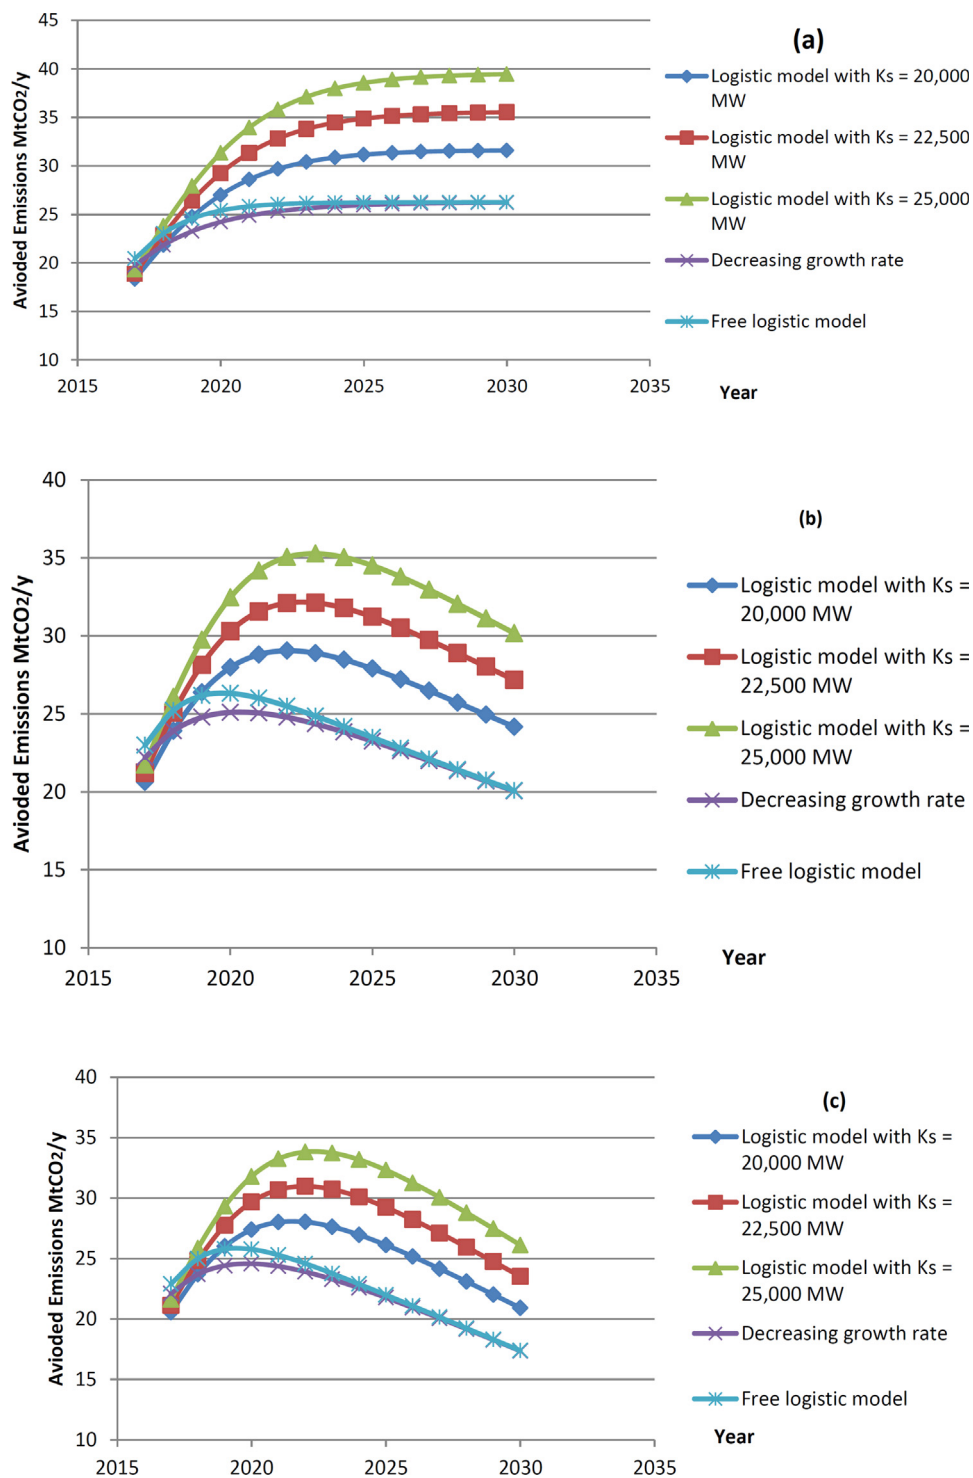 45
40
35
30
25
20
15
10
2015
2020
2025
2030
2035
Avioded Emissions MtCO2/y
Year
(a)
Logistic model with Ks = 20,000
MW
Logistic model with Ks = 22,500
MW
Logistic model with Ks = 25,000
MW
Decreasing growth rate
Free logistic model
40
35
30
25
20
15
10
2015
2020
2025
2030
2035
Avioded Emissions MtCO2/y
Year
(b)
Logistic model with Ks =
20,000 MW
Logistic model with Ks =
22,500 MW
Logistic model with Ks =
25,000 MW
Decreasing growth rate
Free logistic model
40
35
30
25
20
15
10
2015
2020
2025
2030
2035
Avioded Emissions MtCO2/y
Year
(c)
Logistic model with Ks =
20,000 MW
Logistic model with Ks =
22,500 MW
Logistic model with Ks =
25,000 MW
Decreasing growth rate
Free logistic model